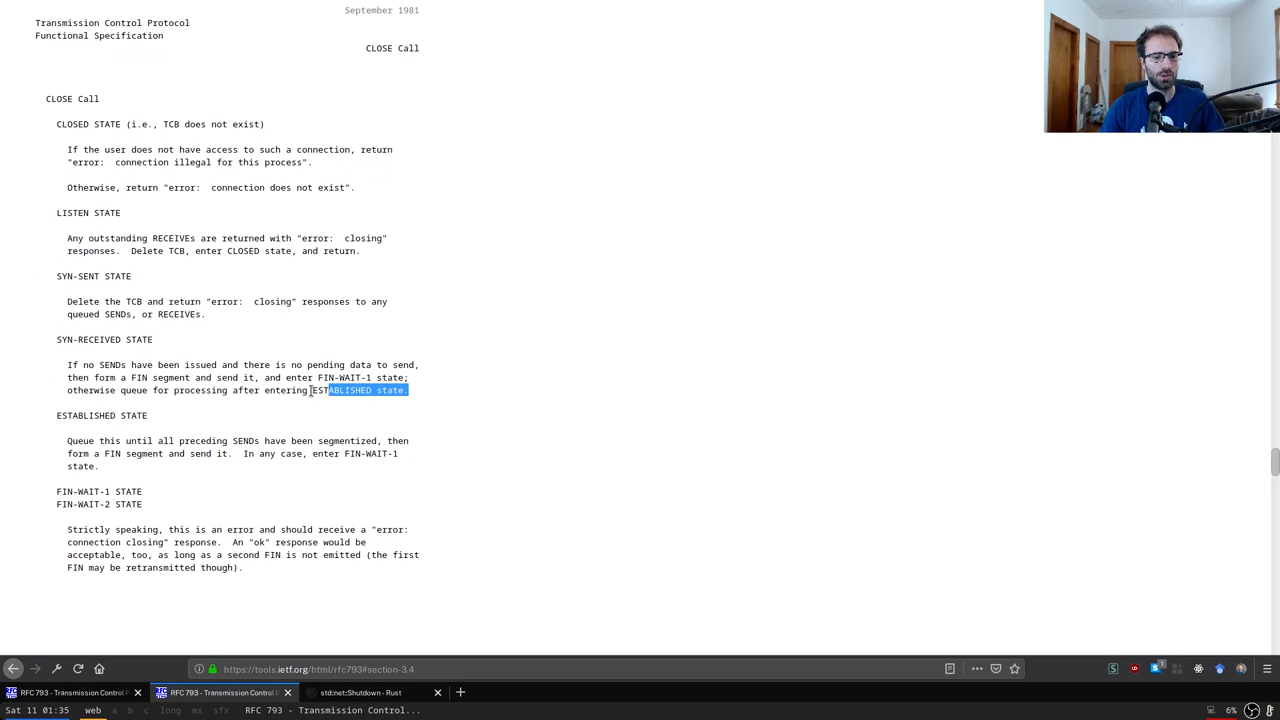 September 1981
Transmission Control Protocol
Functional Specification
CLOSE Call
CLOSE Call
CLOSED STATE (i.e., TCB does not exist)
If the user does not have access to such a connection, return
"error:  connection illegal for this process".
Otherwise, return "error:  connection does not exist".
LISTEN STATE
Any outstanding RECEIVEs are returned with "error:  closing"
responses.  Delete TCB, enter CLOSED state, and return.
SYN-SENT STATE
Delete the TCB and return "error:  closing" responses to any
queued SENDs, or RECEIVEs.
SYN-RECEIVED STATE
If no SENDs have been issued and there is no pending data to send,
then form a FIN segment and send it, and enter FIN-WAIT-1 state;
otherwise queue for processing after entering ESTABLISHED state.
ESTABLISHED STATE
Queue this until all preceding SENDs have been segmentized, then
form a FIN segment and send it.  In any case, enter FIN-WAIT-1
state.
FIN-WAIT-1 STATE
FIN-WAIT-2 STATE
Strictly speaking, this is an error and should receive a "error:
connection closing" response.  An "ok" response would be
acceptable, too, as long as a second FIN is not emitted (the first
FIN may be retransmitted though).
https://tools.ietf.org/html/rfc793#section-3.4
RFC 793 - Transmission Control P
RFC 793 - Transmission Control P
std::net::Shutdown - Rust
Sat 11 01:35 web a b c long mx sfx RFC 793 - Transmission Control... 6%